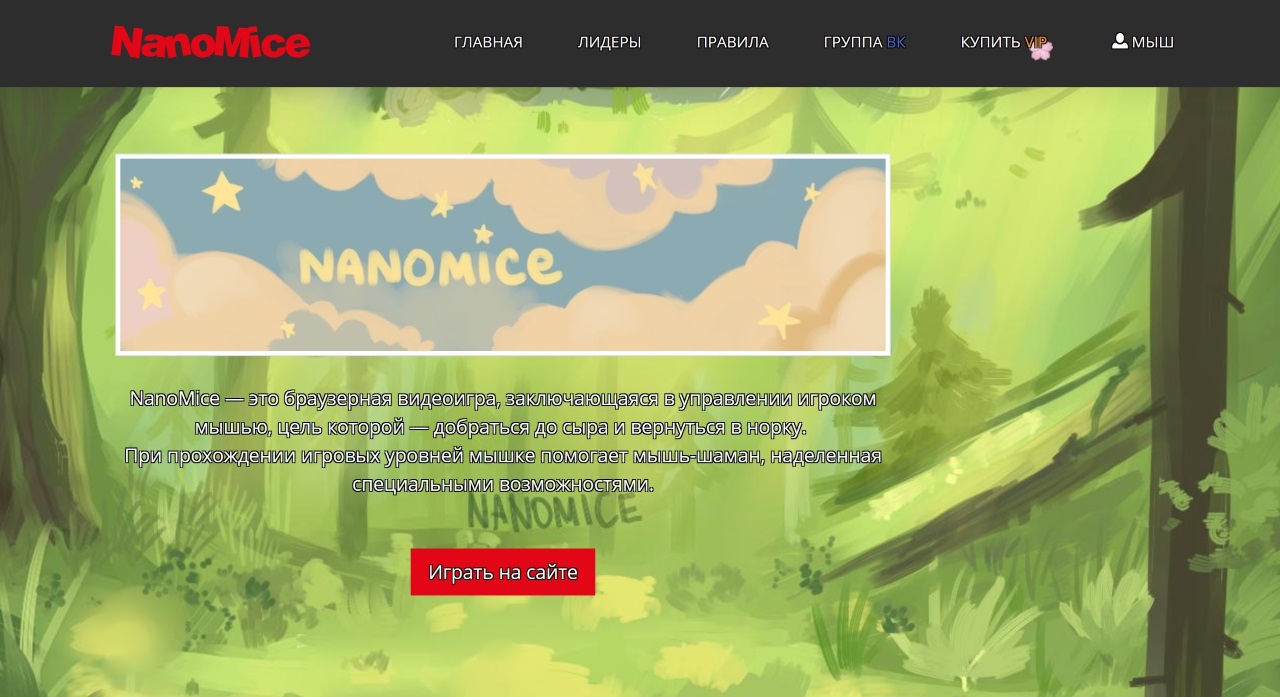 NanoMice
ГЛАВНАЯ
ЛИДЕРЫ
ПРАВИЛА
ГРУППА ВК
КУПИТЬ VIP
МЫШ
NANOMICE
NanoMice — это браузерная видеоигра, заключающаяся в управлении игроком
мышью, цель которой — добраться до сыра и вернуться в норку.
При прохождении игровых уровней мышке помогает мышь-шаман, наделенная
специальными возможностями.
NANOMICE
Играть на сайте